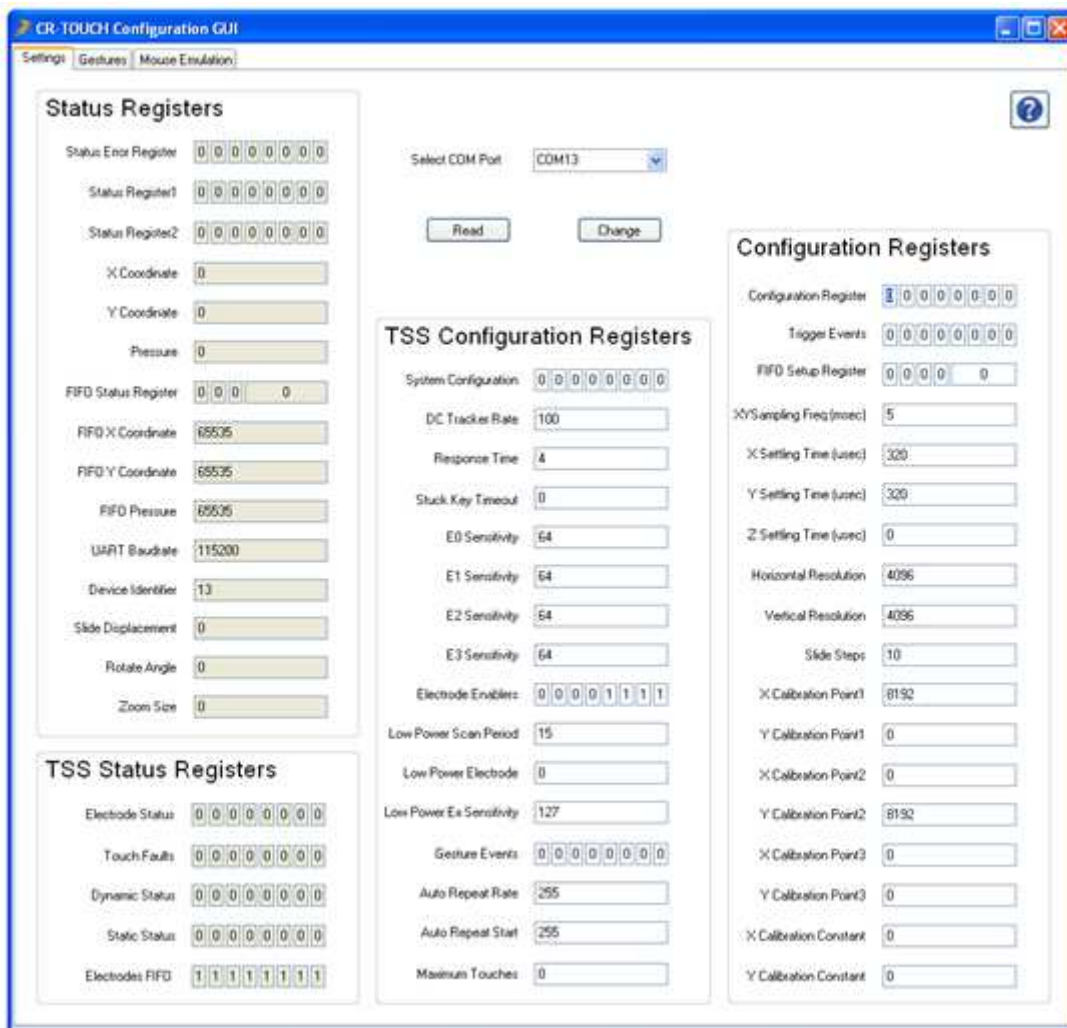 CR-TOUCH Configuration GUI
Settings Gestures Mouse Emulation
Status Registers
Status Error Register 0 0 0 0 0 0 0 0
Status Register1 0 0 0 0 0 0 0 0
Status Register2 0 0 0 0 0 0 0 0
X Coordinate 0
Y Coordinate 0
Pressure 0
FIFO Status Register 0 0 0 0
FIFO X Coordinate 65535
FIFO Y Coordinate 65535
FIFO Pressure 65535
UART Baudrate 115200
Device Identifier 13
Slide Displacement 0
Rotate Angle 0
Zoom Size 0
TSS Status Registers
Electrode Status 0 0 0 0 0 0 0 0
Touch Faults 0 0 0 0 0 0 0 0
Dynamic Status 0 0 0 0 0 0 0 0
Static Status 0 0 0 0 0 0 0 0
Electrodes FIFO 1 1 1 1 1 1 1 1
Select COM Port COM13
Read Change
TSS Configuration Registers
System Configuration 0 0 0 0 0 0 0 0
DC Tracker Rate 100
Response Time 4
Stuck Key Timeout 0
E0 Sensitivity 64
E1 Sensitivity 64
E2 Sensitivity 64
E3 Sensitivity 64
Electrode Enablers 0 0 0 0 1 1 1 1
Low Power Scan Period 15
Low Power Electrode 0
Low Power Ex Sensitivity 127
Gesture Events 0 0 0 0 0 0 0 0
Auto Repeat Rate 255
Auto Repeat Start 255
Maximum Touches 0
?
Configuration Registers
Configuration Register 0 0 0 0 0 0 0 0
Trigger Events 0 0 0 0 0 0 0 0
FIFO Setup Register 0 0 0 0 0
XYSampling Freq (msec) 5
X Settling Time (usec) 320
Y Settling Time (usec) 320
Z Settling Time (usec) 0
Horizontal Resolution 4096
Vertical Resolution 4096
Slide Steps 10
X Calibration Point1 8192
Y Calibration Point1 0
X Calibration Point2 0
Y Calibration Point2 8192
X Calibration Point3 0
Y Calibration Point3 0
X Calibration Constant 0
Y Calibration Constant 0